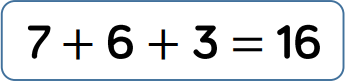 7 + 6 + 3 = 16